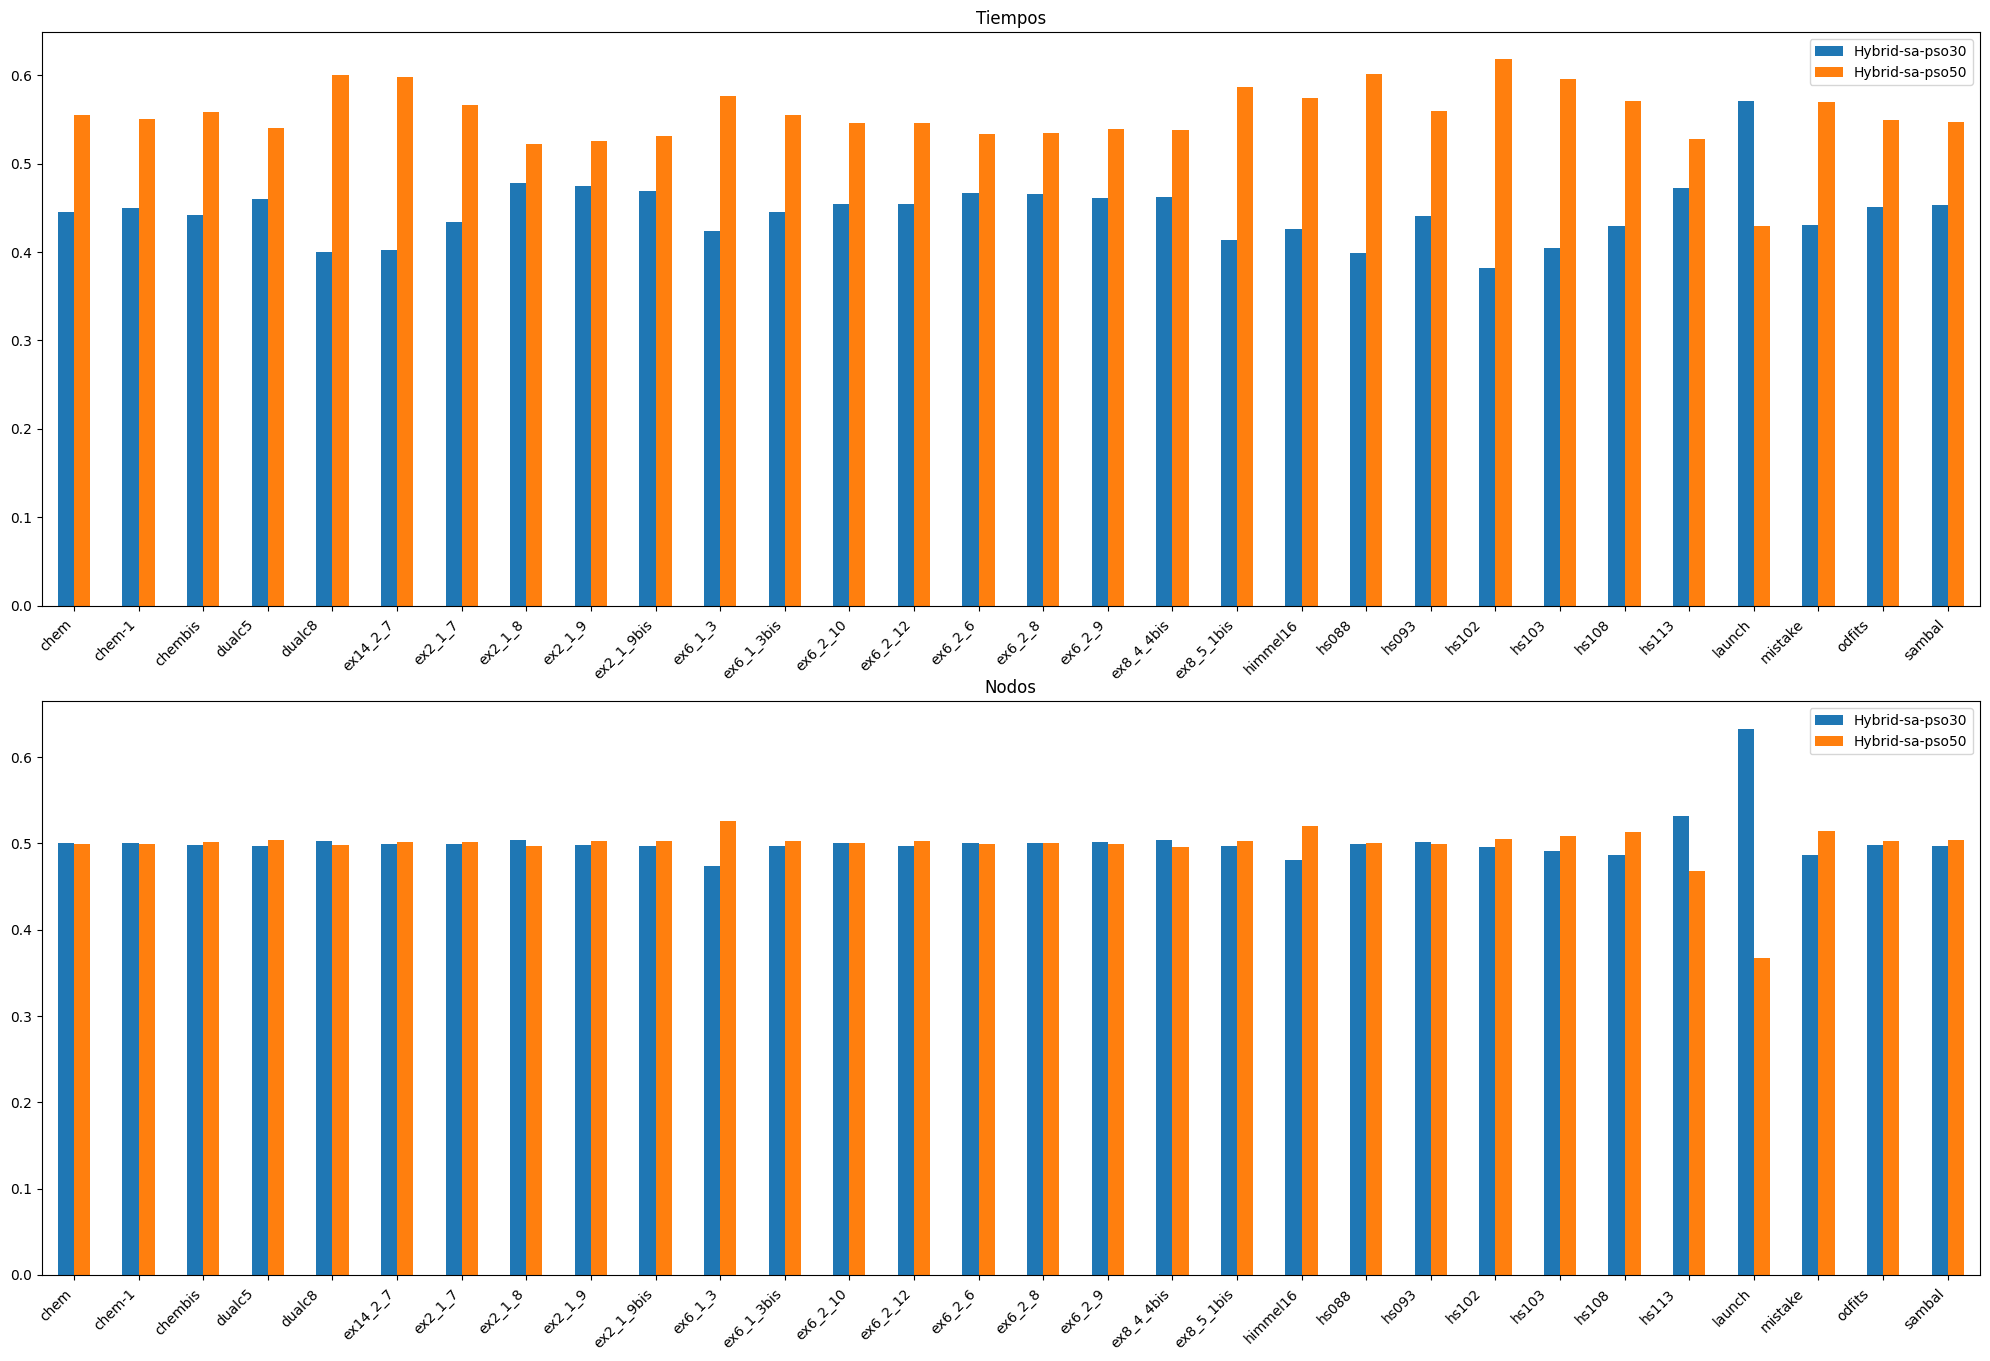 Tiempos
Hybrid-sa-pso30
Hybrid-sa-pso50
0.6
0.5
0.4
0.3
0.2
0.1
0.0
chem
chem-1
chembis
dualc5
dualc8
ex14_2_7
ex2_1_7
ex2_1_8
ex2_1_9
ex2_1_9bis
ex6_1_3
ex6_1_3bis
ex6_2_10
ex6_2_12
ex6_2_6
ex6_2_8
ex6_2_9
ex8_4_4bis
ex8_5_1bis
himmel16
hs088
hs093
hs102
hs103
hs108
hs113
launch
mistake
odfits
sambal
Nodos
Hybrid-sa-pso30
Hybrid-sa-pso50
0.6
0.5
0.4
0.3
0.2
0.1
0.0
chem
chem-1
chembis
dualc5
dualc8
ex14_2_7
ex2_1_7
ex2_1_8
ex2_1_9
ex2_1_9bis
ex6_1_3
ex6_1_3bis
ex6_2_10
ex6_2_12
ex6_2_6
ex6_2_8
ex6_2_9
ex8_4_4bis
ex8_5_1bis
himmel16
hs088
hs093
hs102
hs103
hs108
hs113
launch
mistake
odfits
sambal